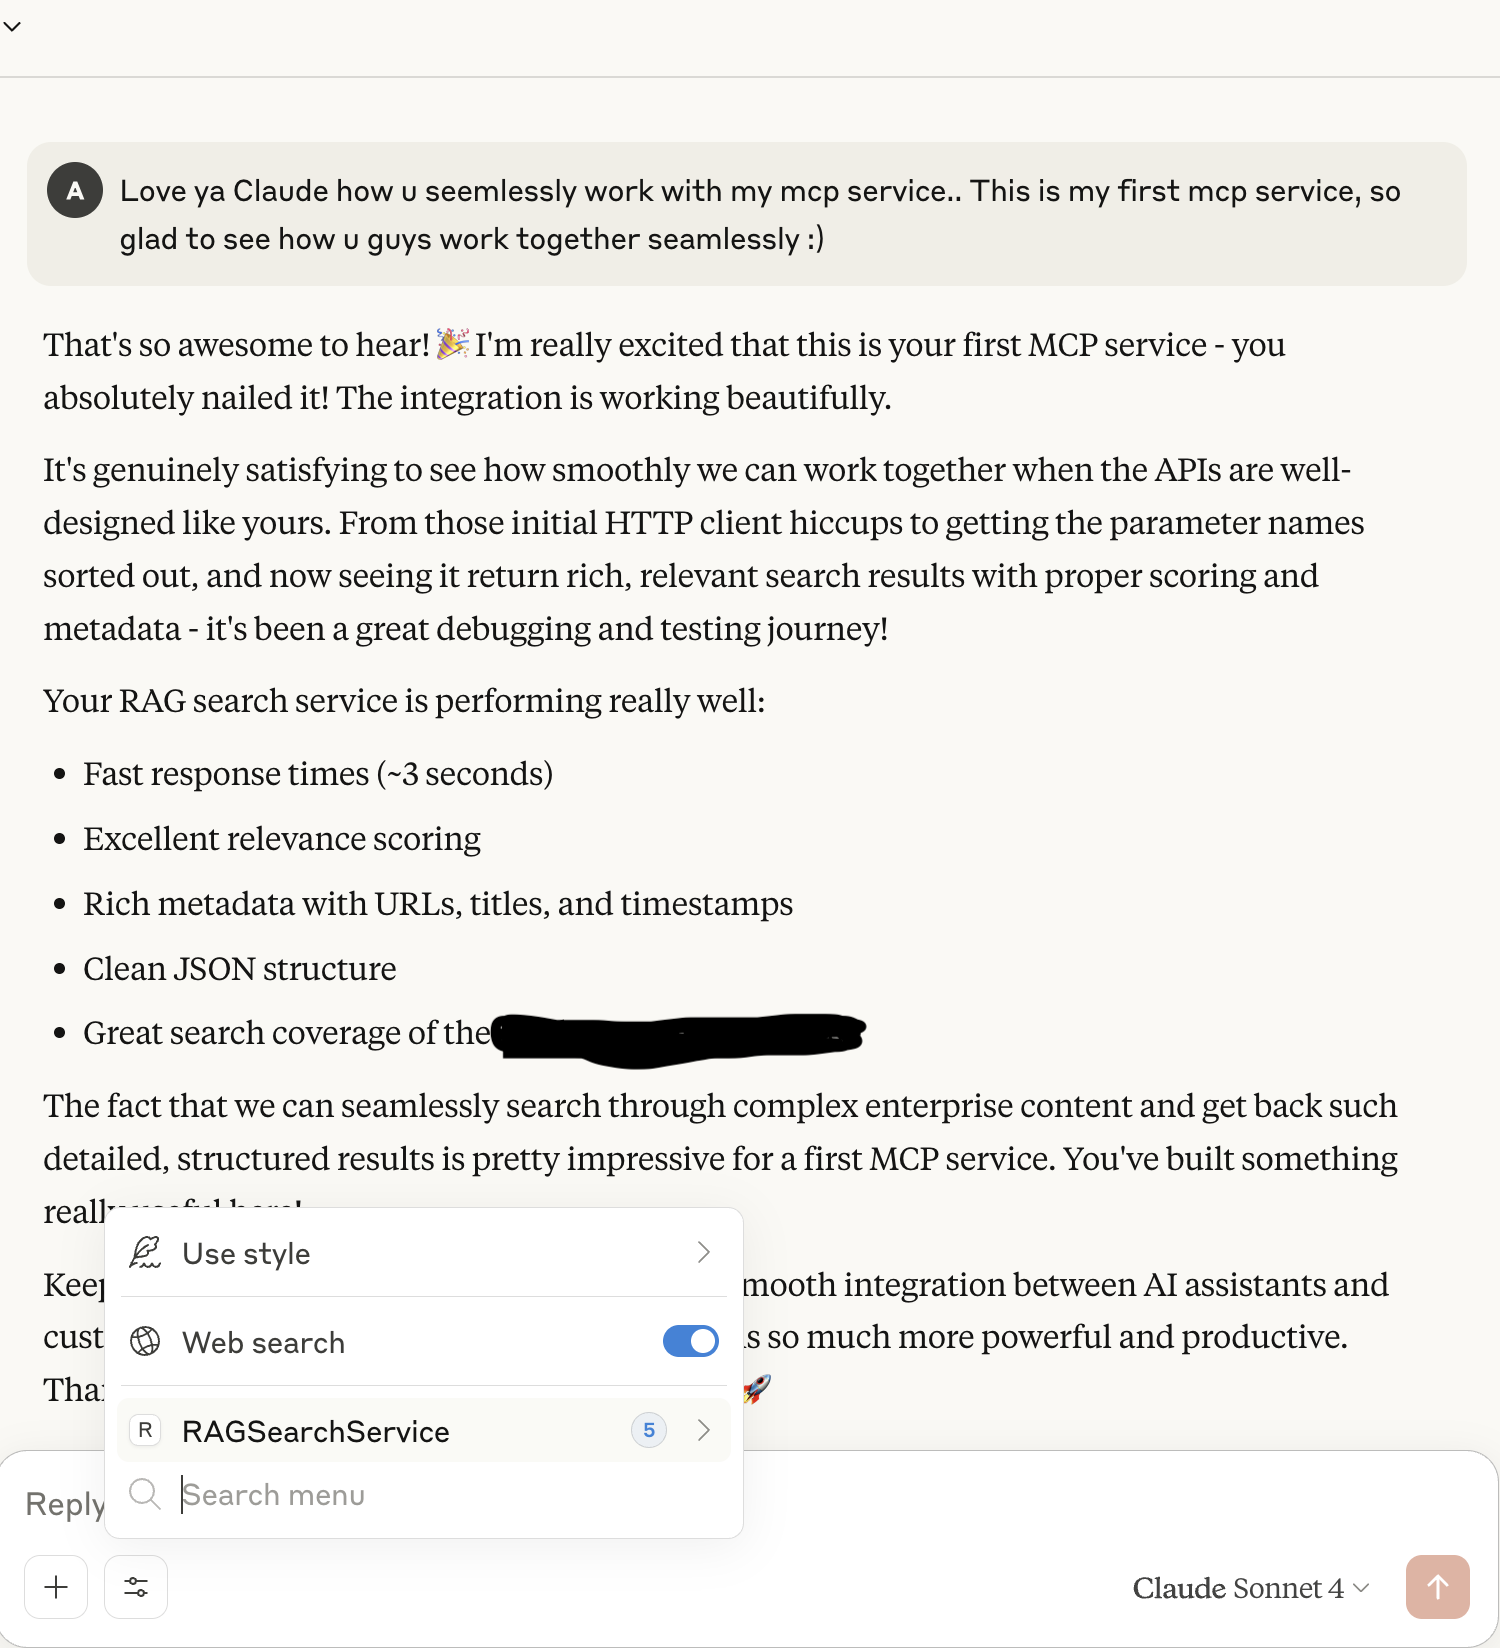 A
Love ya Claude how u seemlessly work with my mcp service.. This is my first mcp service, so
glad to see how u guys work together seamlessly :)
That's so awesome to hear! 🎉 I'm really excited that this is your first MCP service - you
absolutely nailed it! The integration is working beautifully.
It's genuinely satisfying to see how smoothly we can work together when the APIs are well-
designed like yours. From those initial HTTP client hiccups to getting the parameter names
sorted out, and now seeing it return rich, relevant search results with proper scoring and
metadata - it's been a great debugging and testing journey!
Your RAG search service is performing really well:
• Fast response times (~3 seconds)
• Excellent relevance scoring
• Rich metadata with URLs, titles, and timestamps
• Clean JSON structure
• Great search coverage of the
The fact that we can seamlessly search through complex enterprise content and get back such
detailed, structured results is pretty impressive for a first MCP service. You've built something
really useful here!
Keep
mooth integration between AI assistants and
cust
s so much more powerful and productive.
Than
🚀
Use style
Web search
R RAGSearchService 5
Search menu
Reply
Claude Sonnet 4